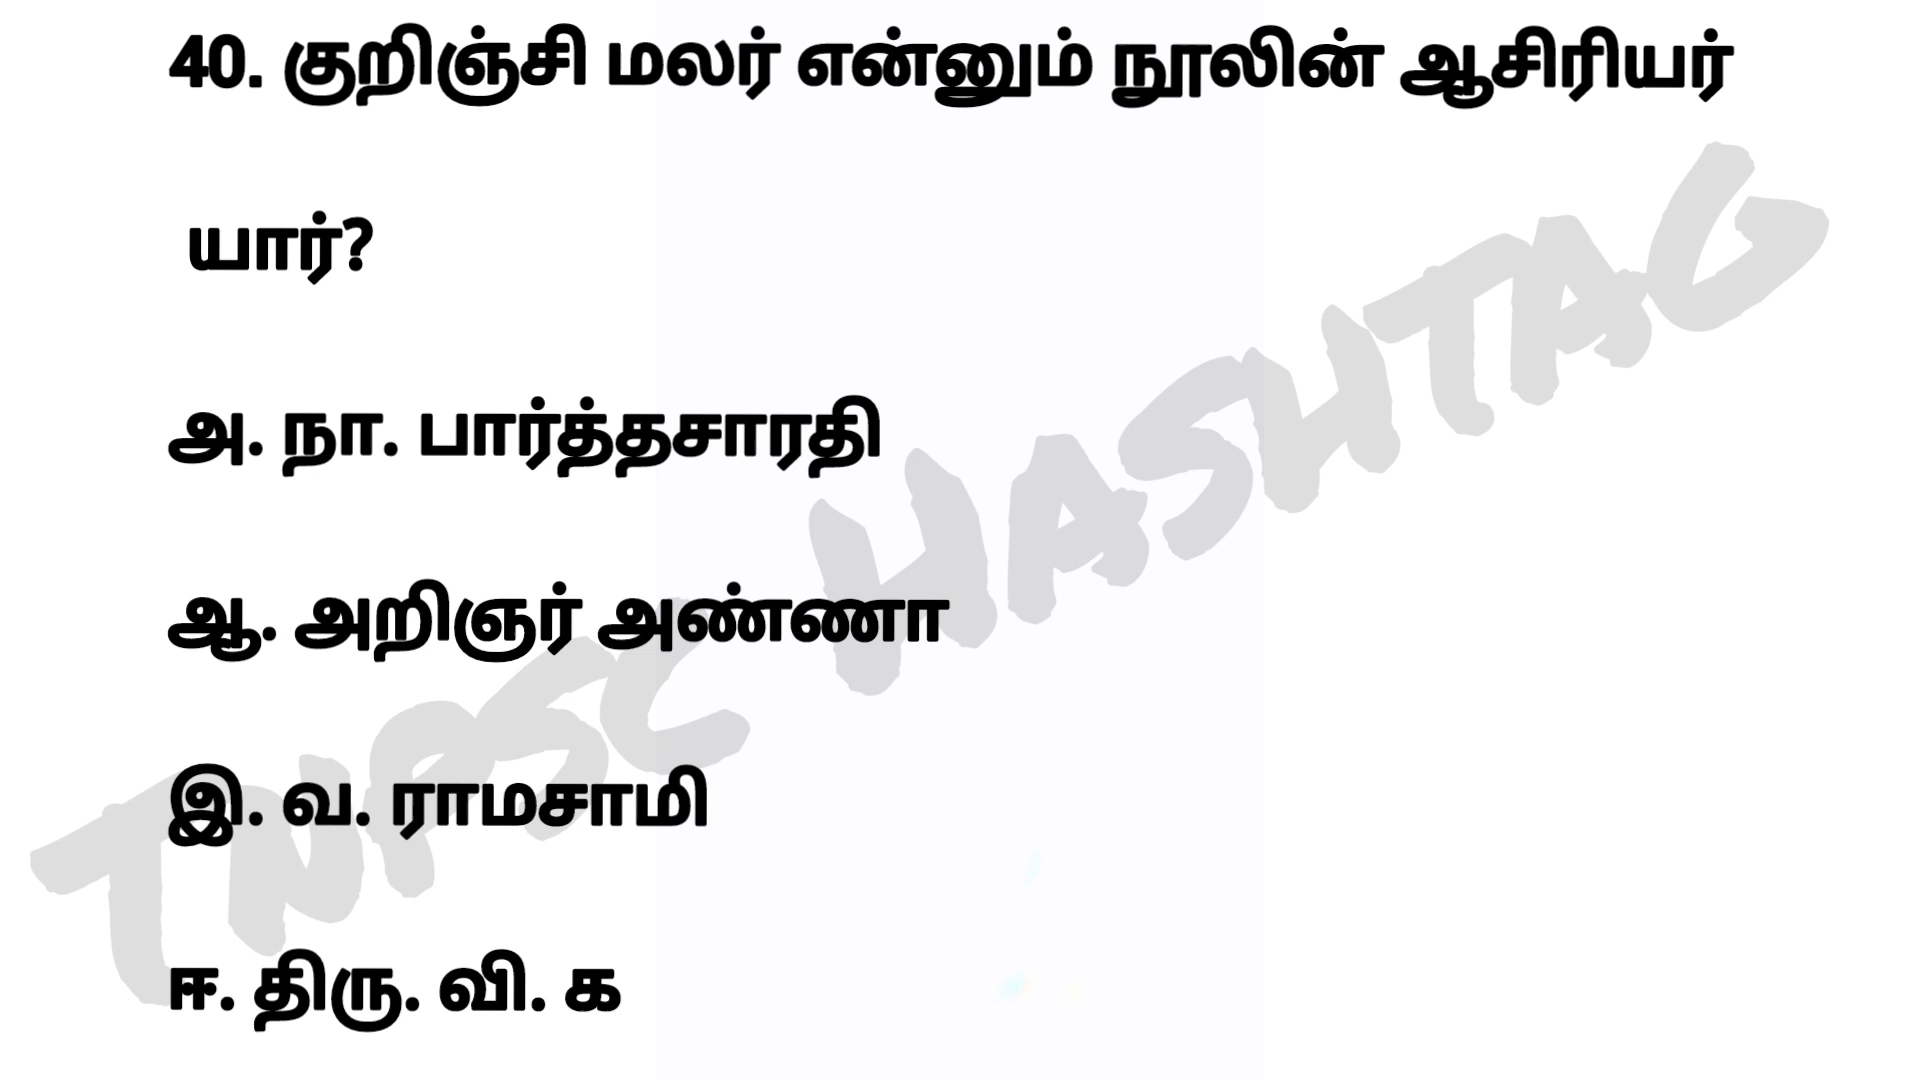 40. குறிஞ்சி மலர் என்னும் நூலின் ஆசிரியர்
யார்?
அ. நா. பார்த்தசாரதி
ஆ. அறிஞர் அண்ணா
இ. வ. ராமசாமி
ஈ. திரு. வி. க
TNPSC HASHTAG